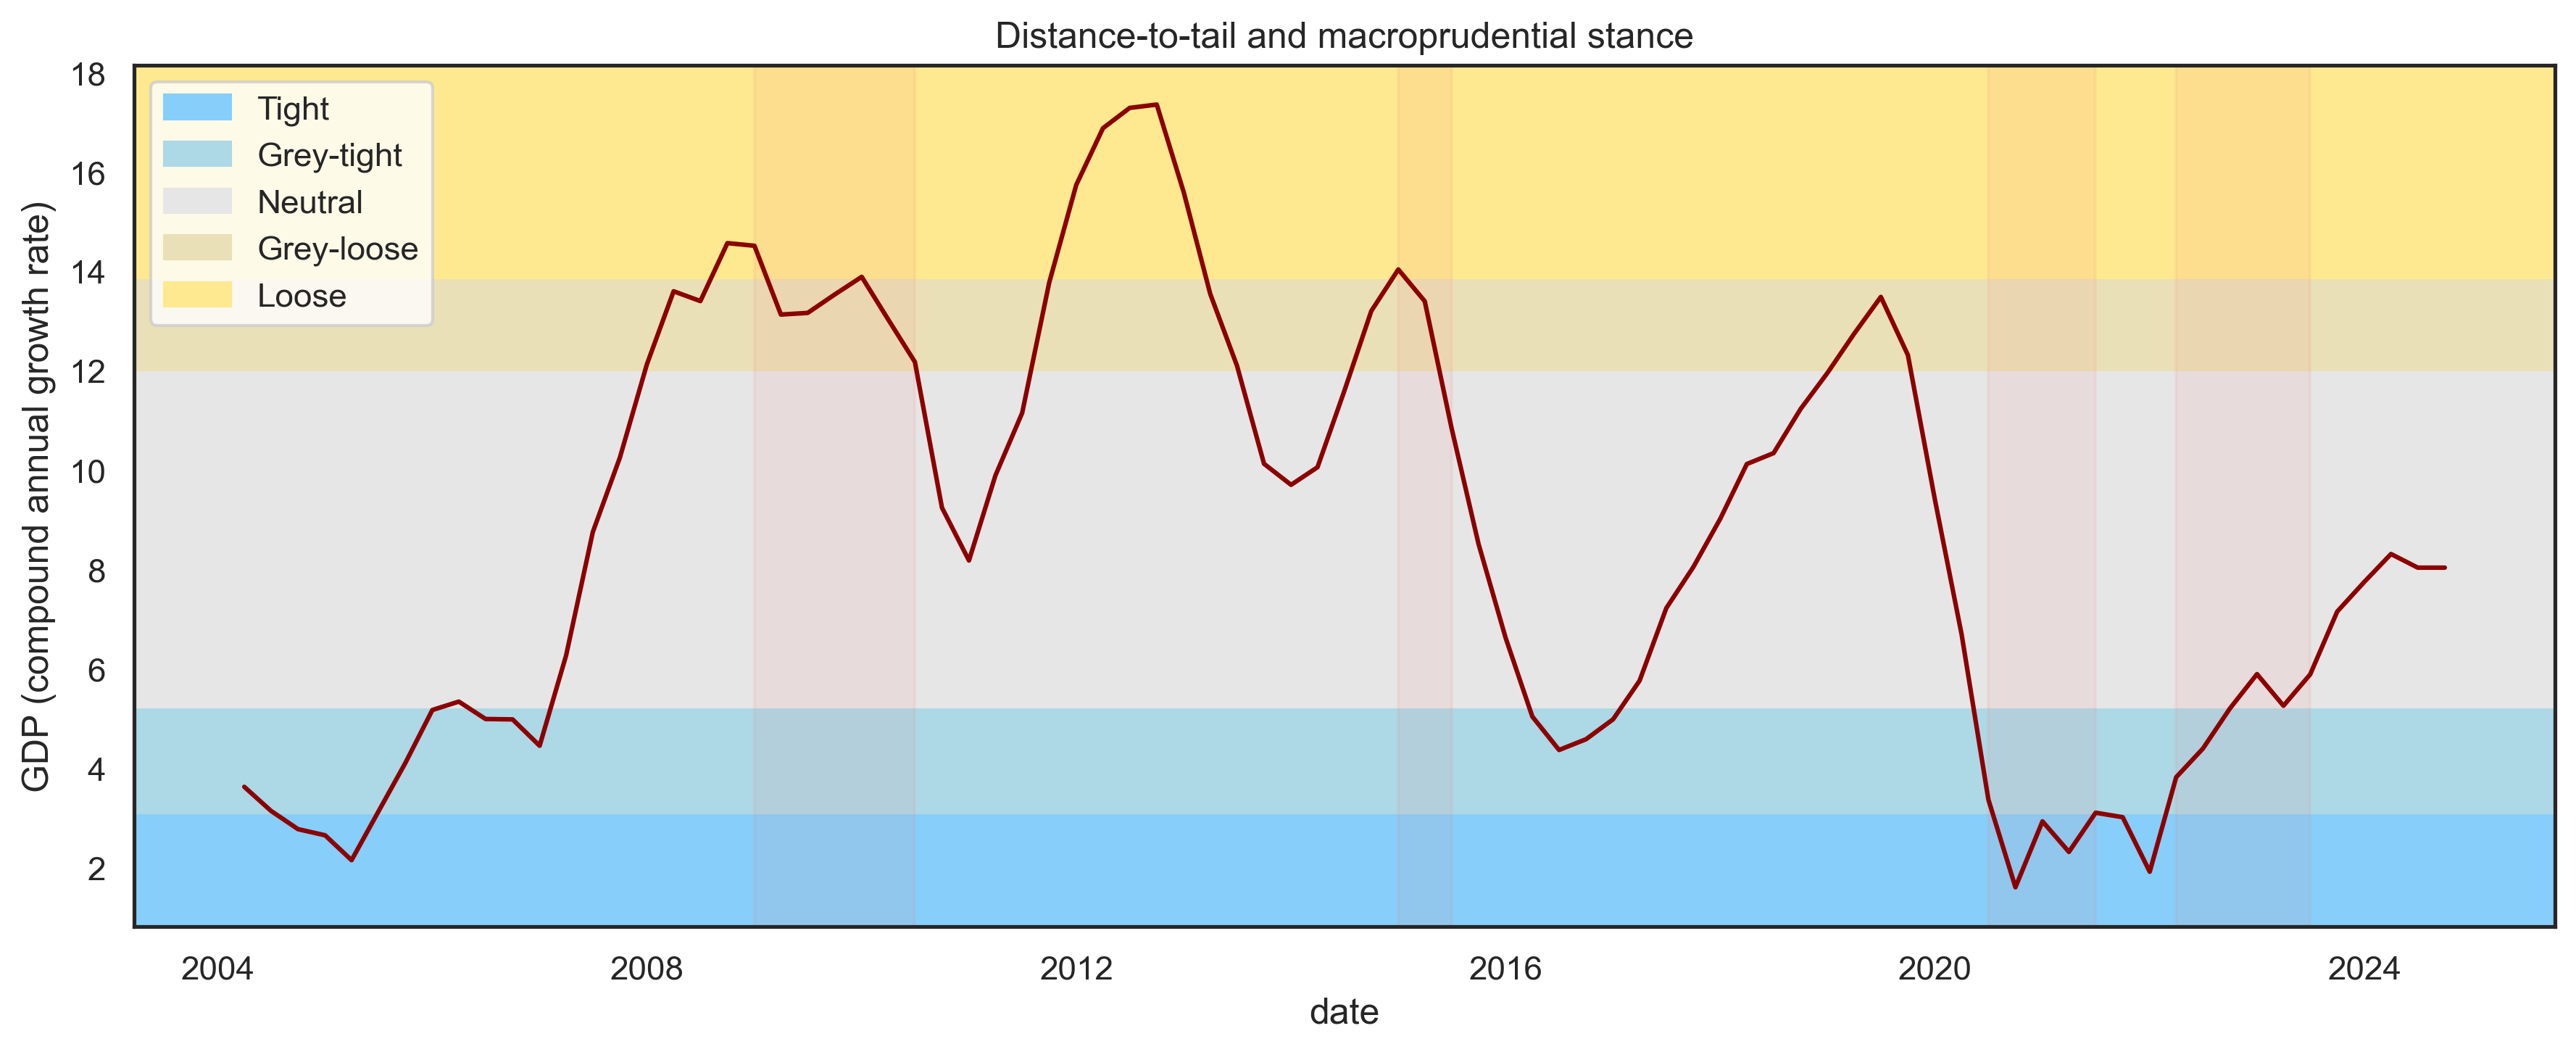 Distance-to-tail and macroprudential stance
GDP (compound annual growth rate)
18
16
14
12
10
8
6
4
2
Tight
Grey-tight
Neutral
Grey-loose
Loose
2004 2008 2012 2016 2020 2024
date